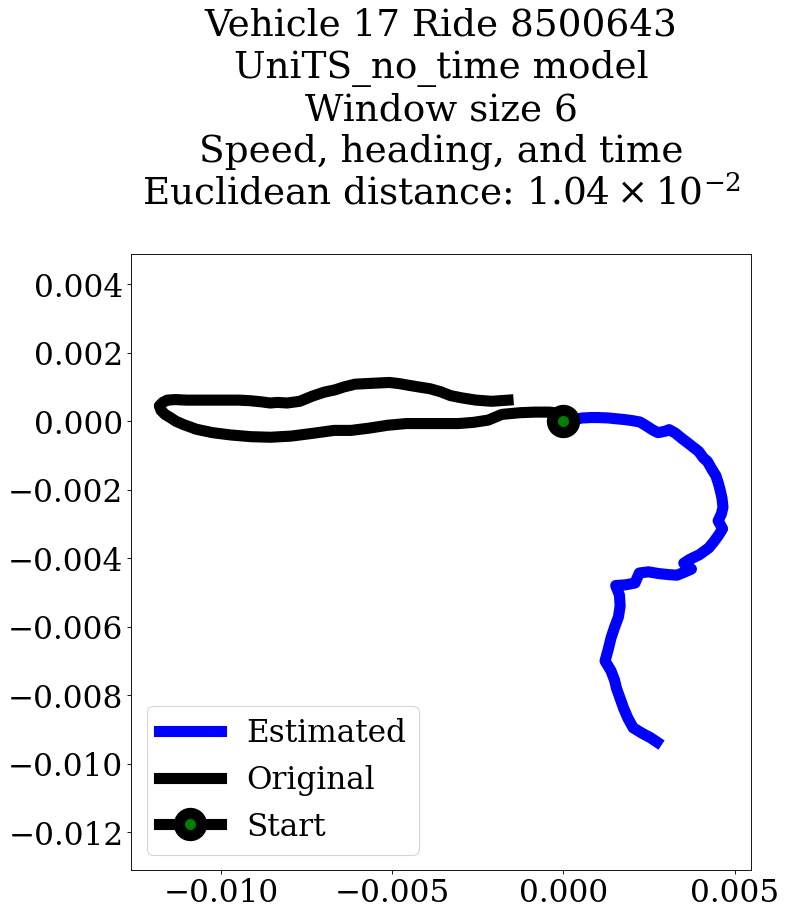 Vehicle 17 Ride 8500643
UniTS_no_time model
Window size 6
Speed, heading, and time
Euclidean distance: 1.04 × 10⁻²
0.004
0.002
0.000
−0.002
−0.004
−0.006
−0.008
−0.010
−0.012
Estimated
Original
Start
−0.010 −0.005 0.000 0.005